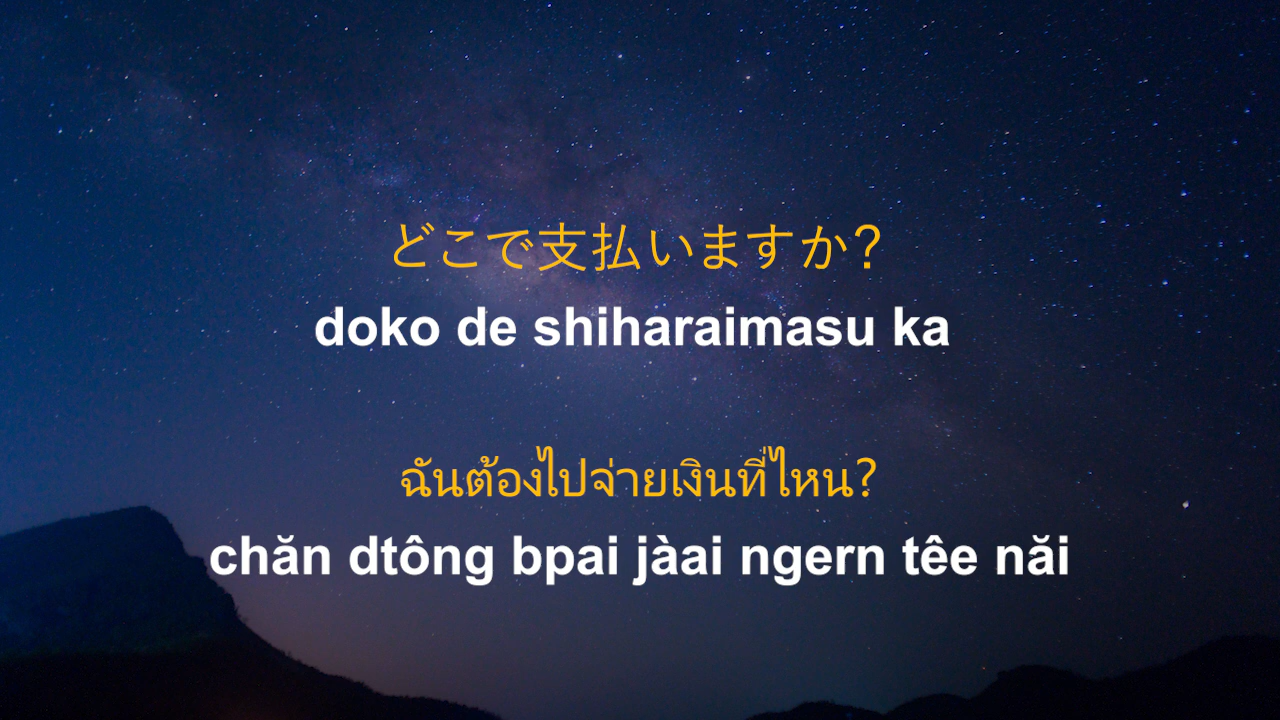 どこで支払いますか?
doko de shiharaimasu ka
ฉันต้องไปจ่ายเงินที่ไหน?
chăn dtông bpai jàai ngern têe năi